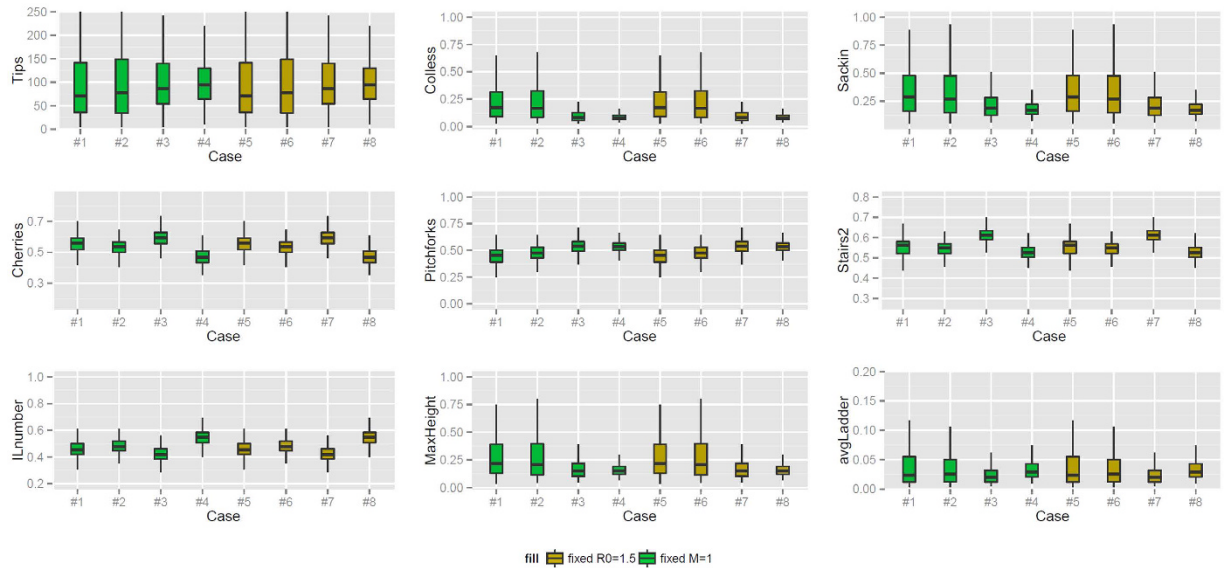 250
200
150
100
50
0
Tips
#1 #2 #3 #4 #5 #6 #7 #8
Case
1.00
0.75
0.50
0.25
0.00
Colless
#1 #2 #3 #4 #5 #6 #7 #8
Case
1.00
0.75
0.50
0.25
Sackin
#1 #2 #3 #4 #5 #6 #7 #8
Case
0.7
0.5
0.3
Cherries
#1 #2 #3 #4 #5 #6 #7 #8
Case
1.00
0.75
0.50
0.25
0.00
Pitchforks
#1 #2 #3 #4 #5 #6 #7 #8
Case
0.8
0.7
0.6
0.5
0.4
0.3
Stairs2
#1 #2 #3 #4 #5 #6 #7 #8
Case
1.0
0.8
0.6
0.4
0.2
ILnumber
#1 #2 #3 #4 #5 #6 #7 #8
Case
1.00
0.75
0.50
0.25
0.00
MaxHeight
#1 #2 #3 #4 #5 #6 #7 #8
Case
0.20
0.15
0.10
0.05
0.00
avgLadder
#1 #2 #3 #4 #5 #6 #7 #8
Case
fill fixed R0=1.5 fixed M=1